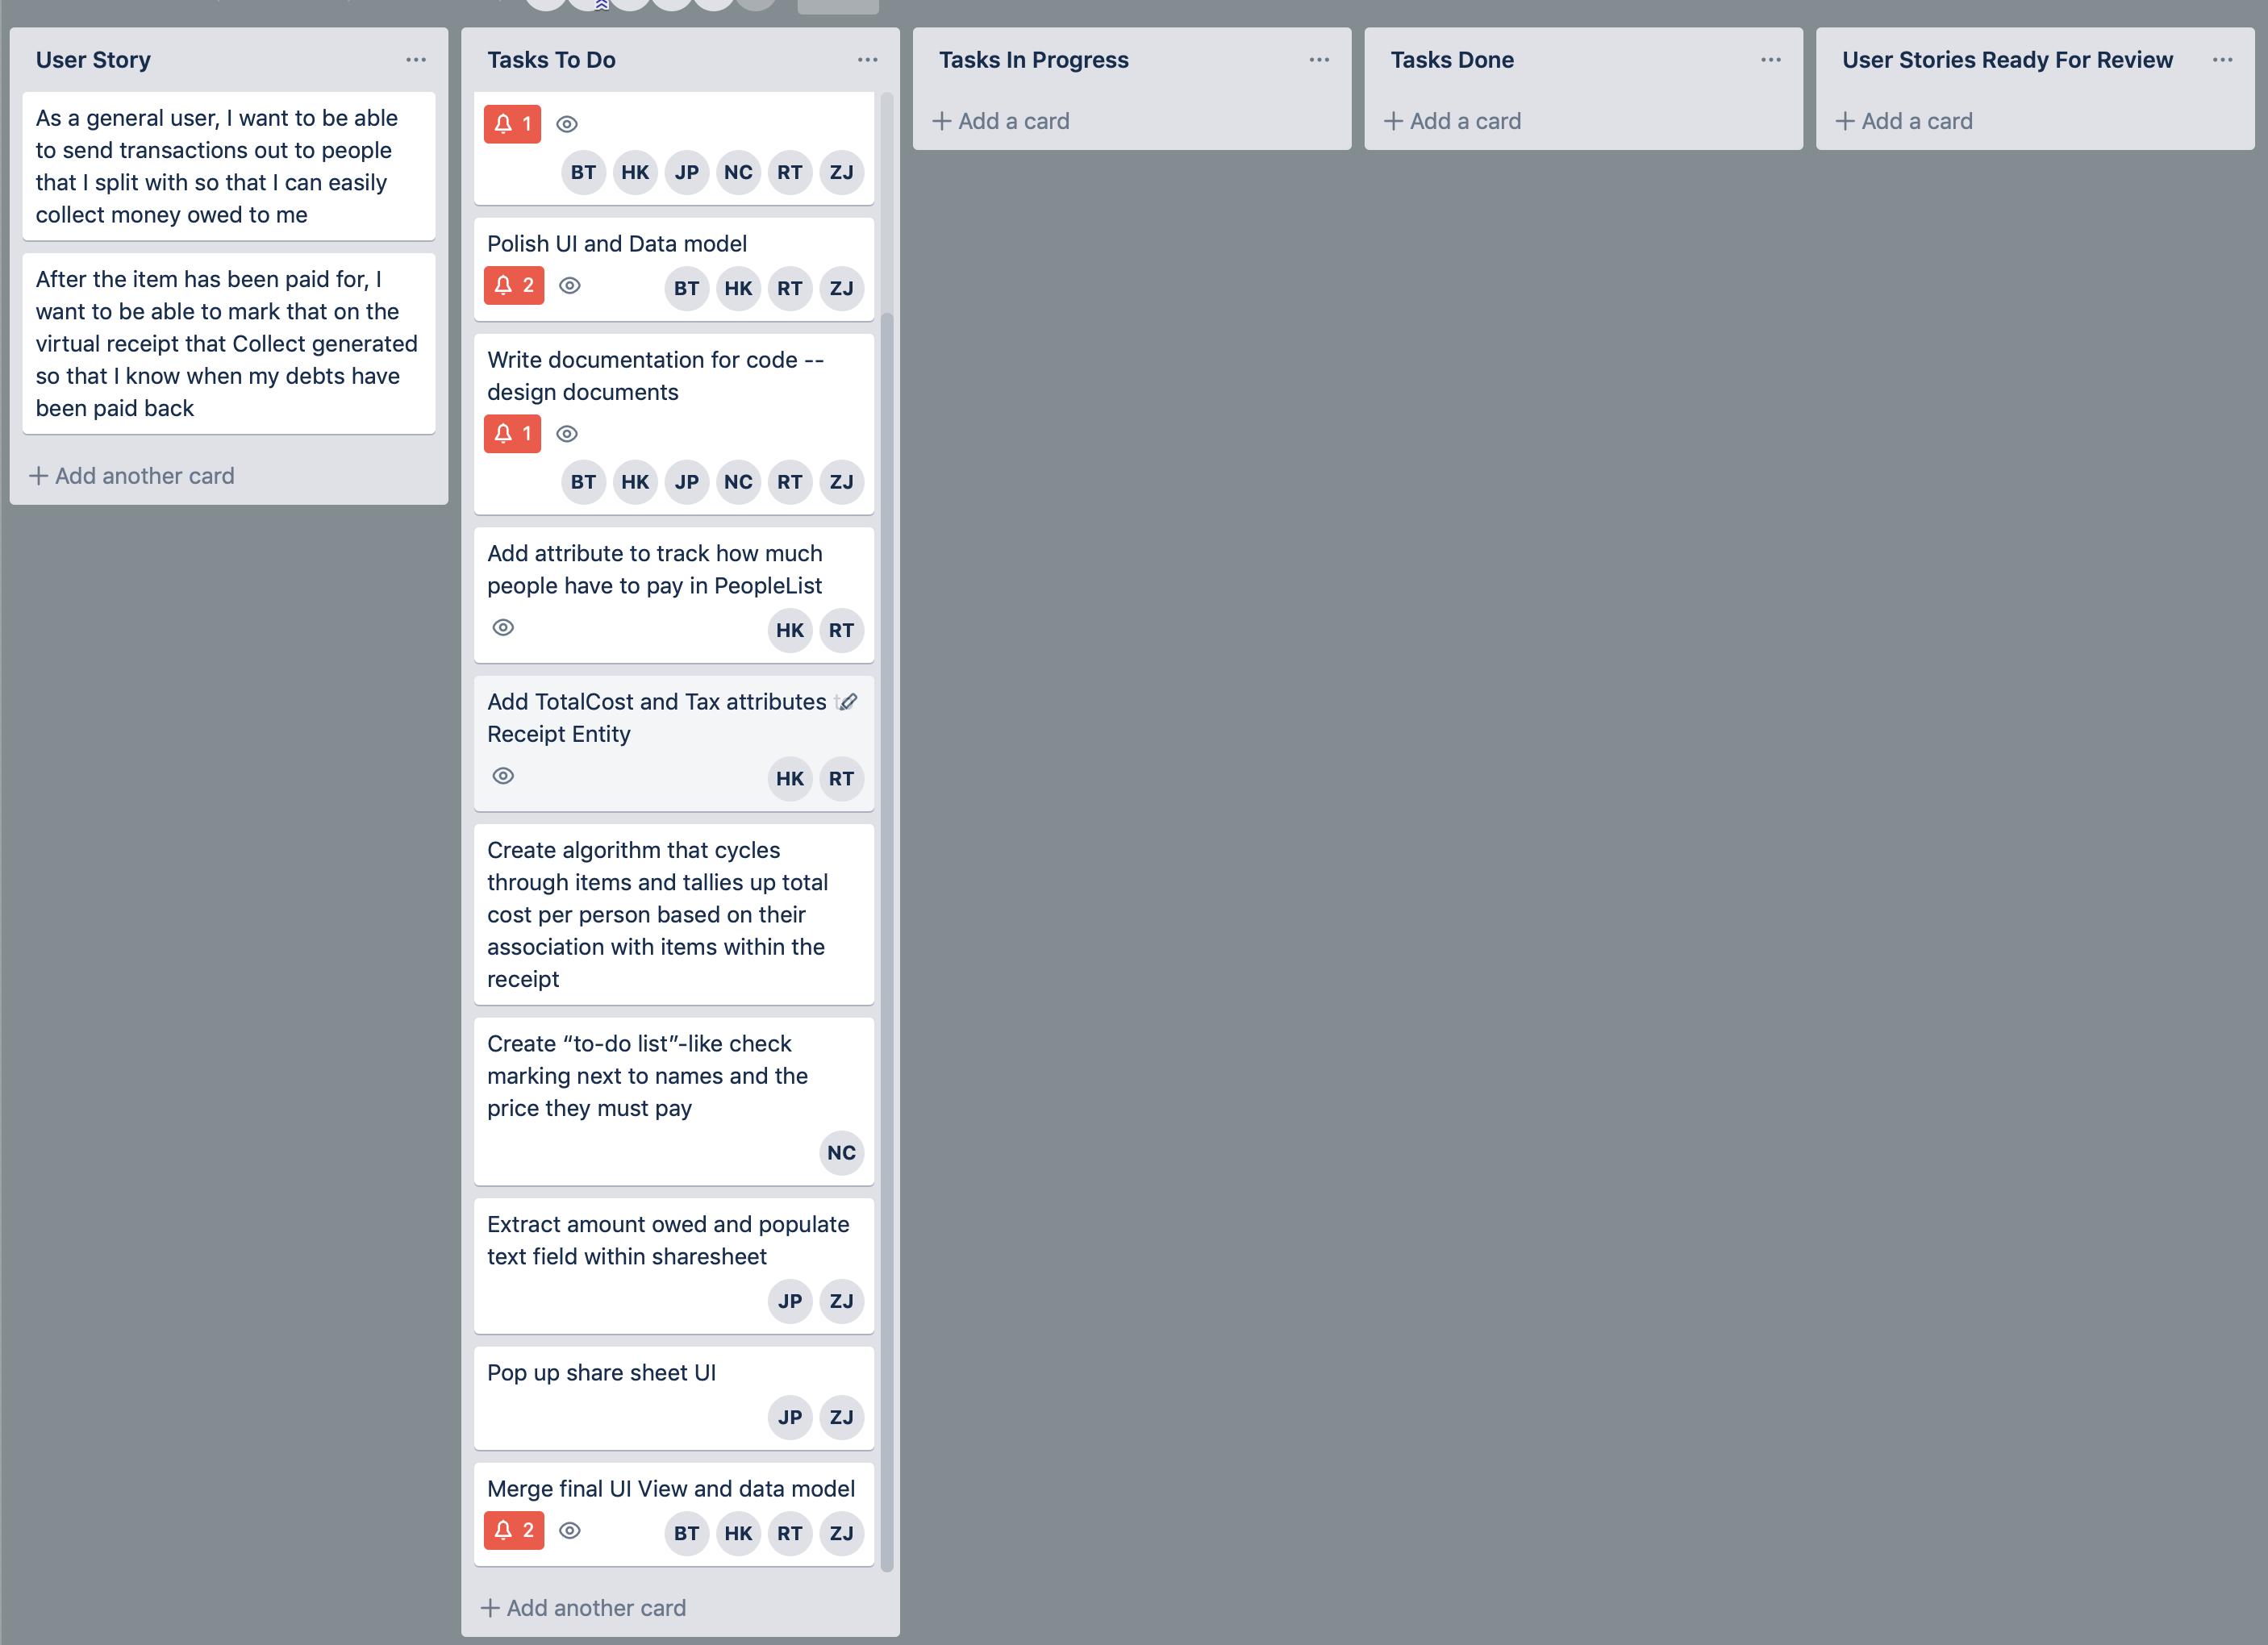 User Story
As a general user, I want to be able
to send transactions out to people
that I split with so that I can easily
collect money owed to me
After the item has been paid for, I
want to be able to mark that on the
virtual receipt that Collect generated
so that I know when my debts have
been paid back
+ Add another card
Tasks To Do
1
BT HK JP NC RT ZJ
Polish UI and Data model
2
BT HK RT ZJ
Write documentation for code --
design documents
1
BT HK JP NC RT ZJ
Add attribute to track how much
people have to pay in PeopleList
HK RT
Add TotalCost and Tax attributes
Receipt Entity
HK RT
Create algorithm that cycles
through items and tallies up total
cost per person based on their
association with items within the
receipt
Create “to-do list”-like check
marking next to names and the
price they must pay
NC
Extract amount owed and populate
text field within sharesheet
JP ZJ
Pop up share sheet UI
JP ZJ
Merge final UI View and data model
2
BT HK RT ZJ
+ Add another card
Tasks In Progress
+ Add a card
Tasks Done
+ Add a card
User Stories Ready For Review
+ Add a card